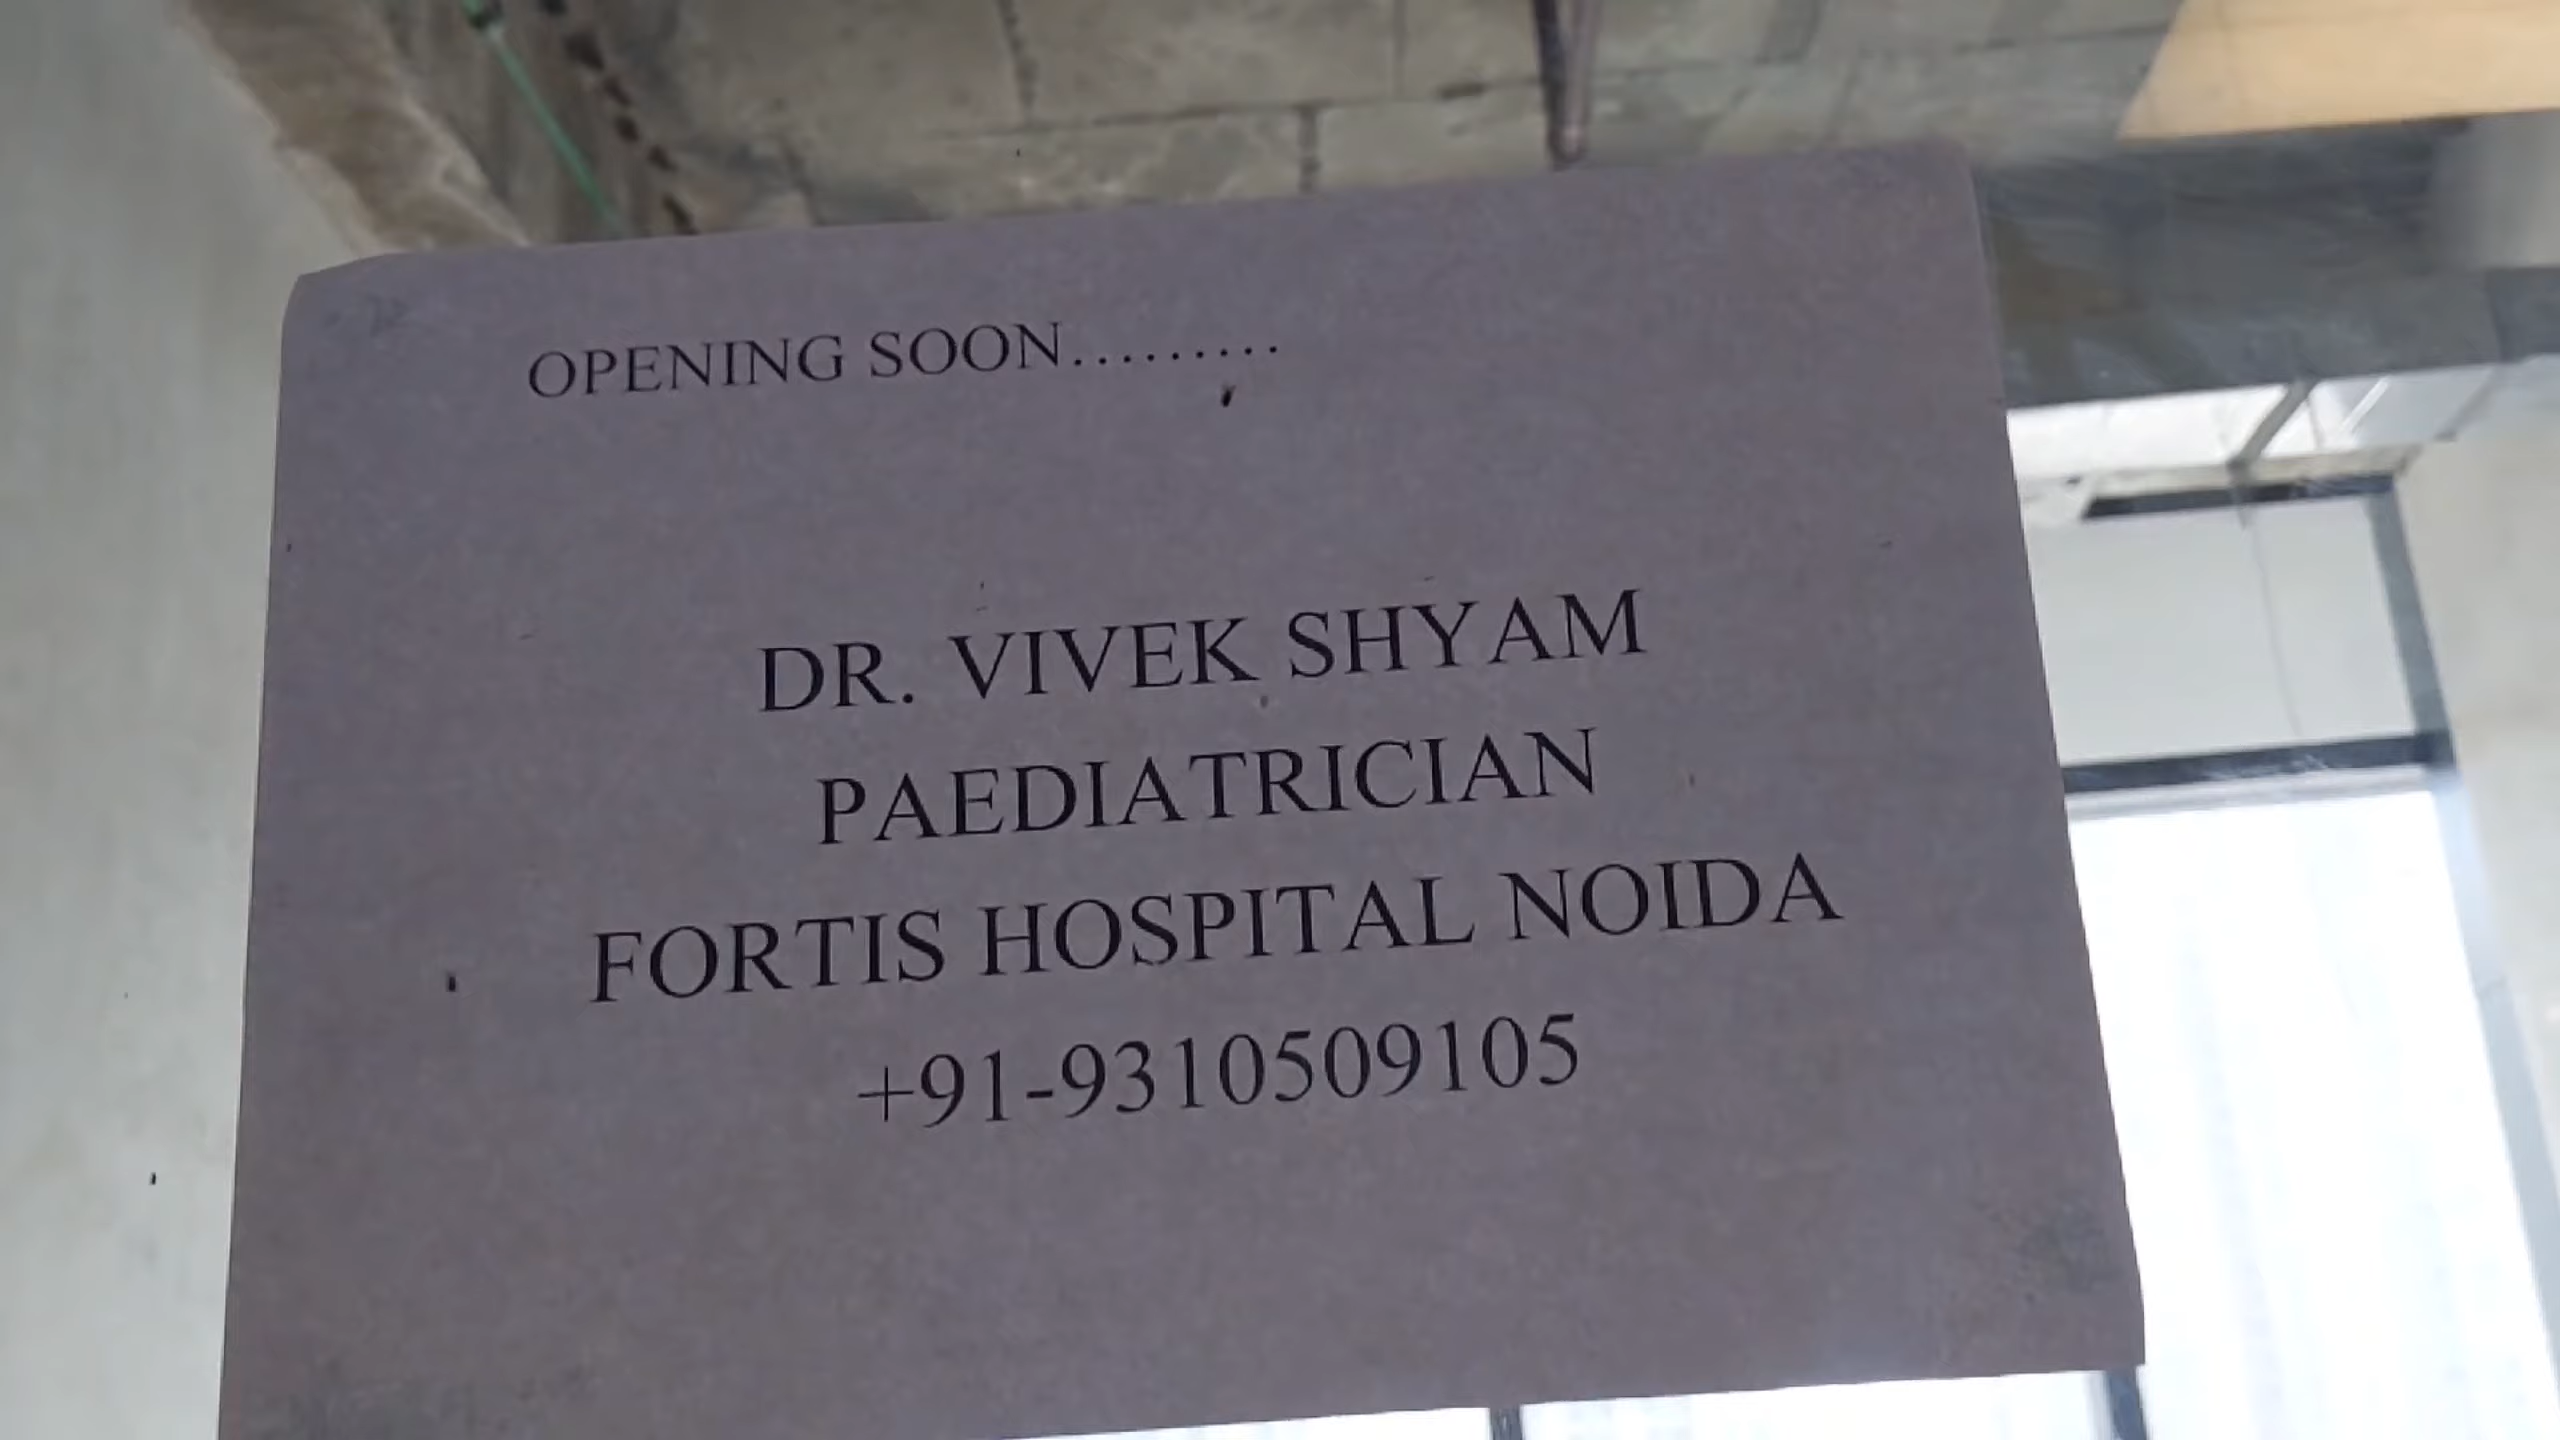 OPENING SOON.........
DR. VIVEK SHYAM
PAEDIATRICIAN
FORTIS HOSPITAL NOIDA
+91-9310509105